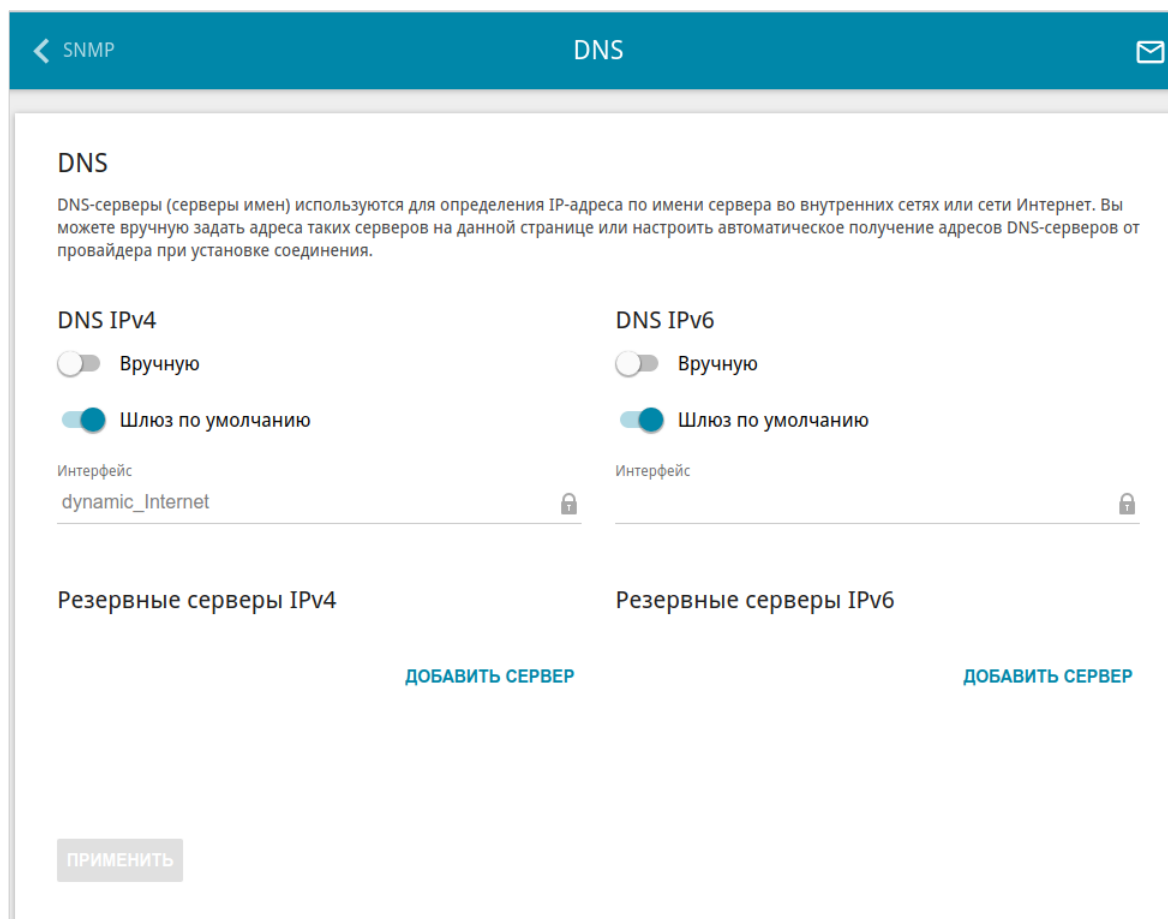 SNMP
DNS
DNS
DNS-серверы (серверы имен) используются для определения IP-адреса по имени сервера во внутренних сетях или сети Интернет. Вы
можете вручную задать адреса таких серверов на данной странице или настроить автоматическое получение адресов DNS-серверов от
провайдера при установке соединения.
DNS IPv4
Вручную
Шлюз по умолчанию
Интерфейс
dynamic_Internet
Резервные серверы IPv4
ДОБАВИТЬ СЕРВЕР
DNS IPv6
Вручную
Шлюз по умолчанию
Интерфейс
Резервные серверы IPv6
ДОБАВИТЬ СЕРВЕР
ПРИМЕНИТЬ